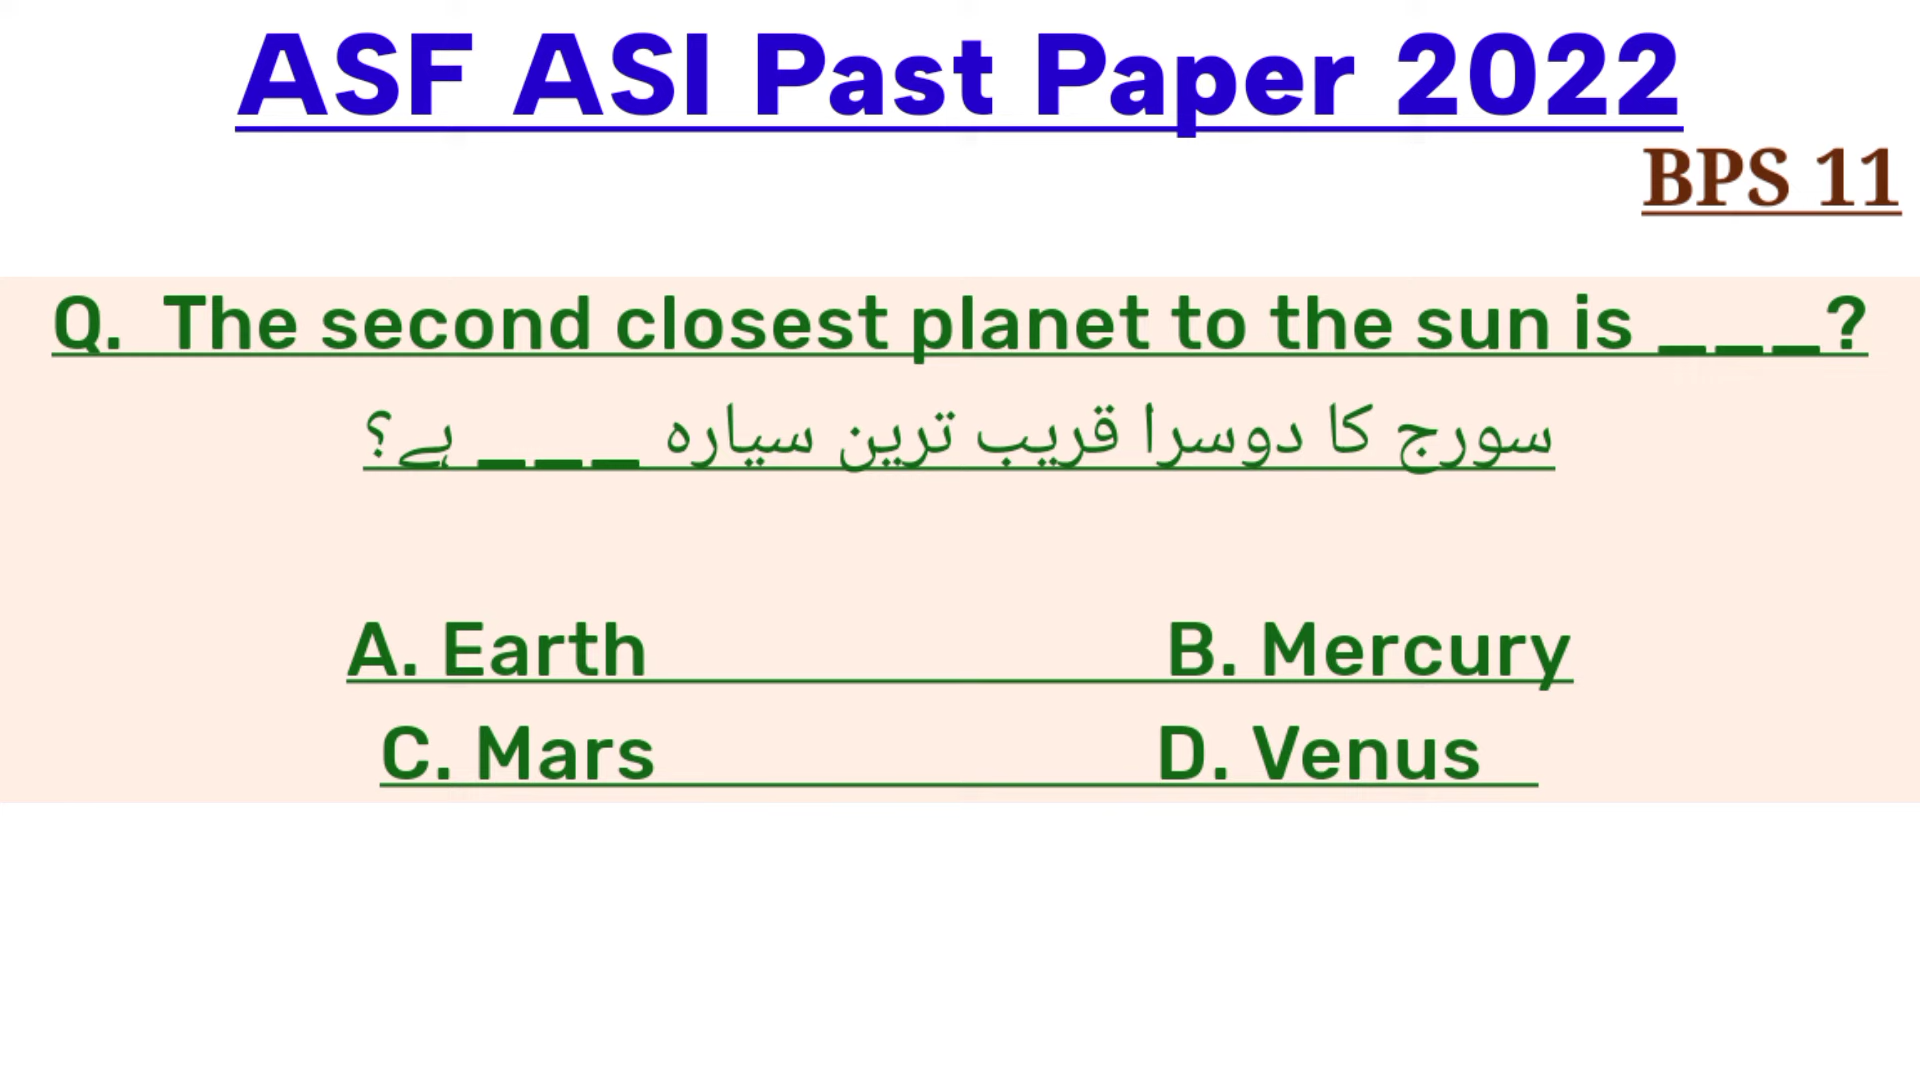 ASF ASI Past Paper 2022
BPS 11
Q. The second closest planet to the sun is ___?
سورج کا دوسرا قریب ترین سیارہ ___ ہے؟
A. Earth B. Mercury
C. Mars D. Venus